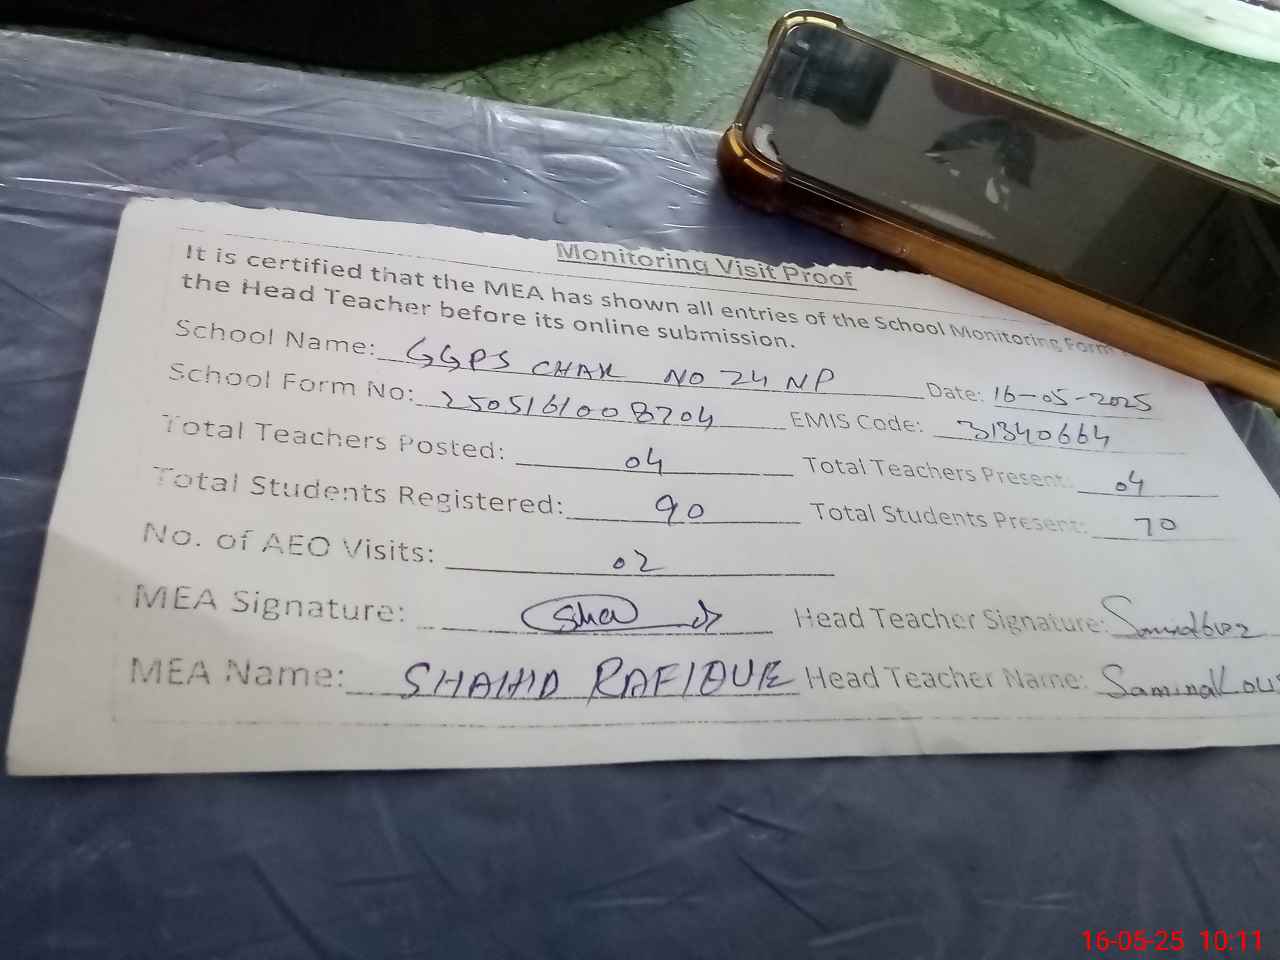 Monitoring Visit Proof
It is certified that the MEA has shown all entries of the School Monitoring Form
the Head Teacher before its online submission.
School Name: GGPS CHAK NO 24 NP Date: 16-05-2025
School Form No: 2505161008204 EMIS Code: 31340664
Total Teachers Posted: 04 Total Teachers Present: 04
Total Students Registered: 90 Total Students Present: 70
No. of AEO Visits: 02
MEA Signature: Sha Head Teacher Signature:
MEA Name: SHAHID RAFIQUE Head Teacher Name: Samina
16-05-25 10:11